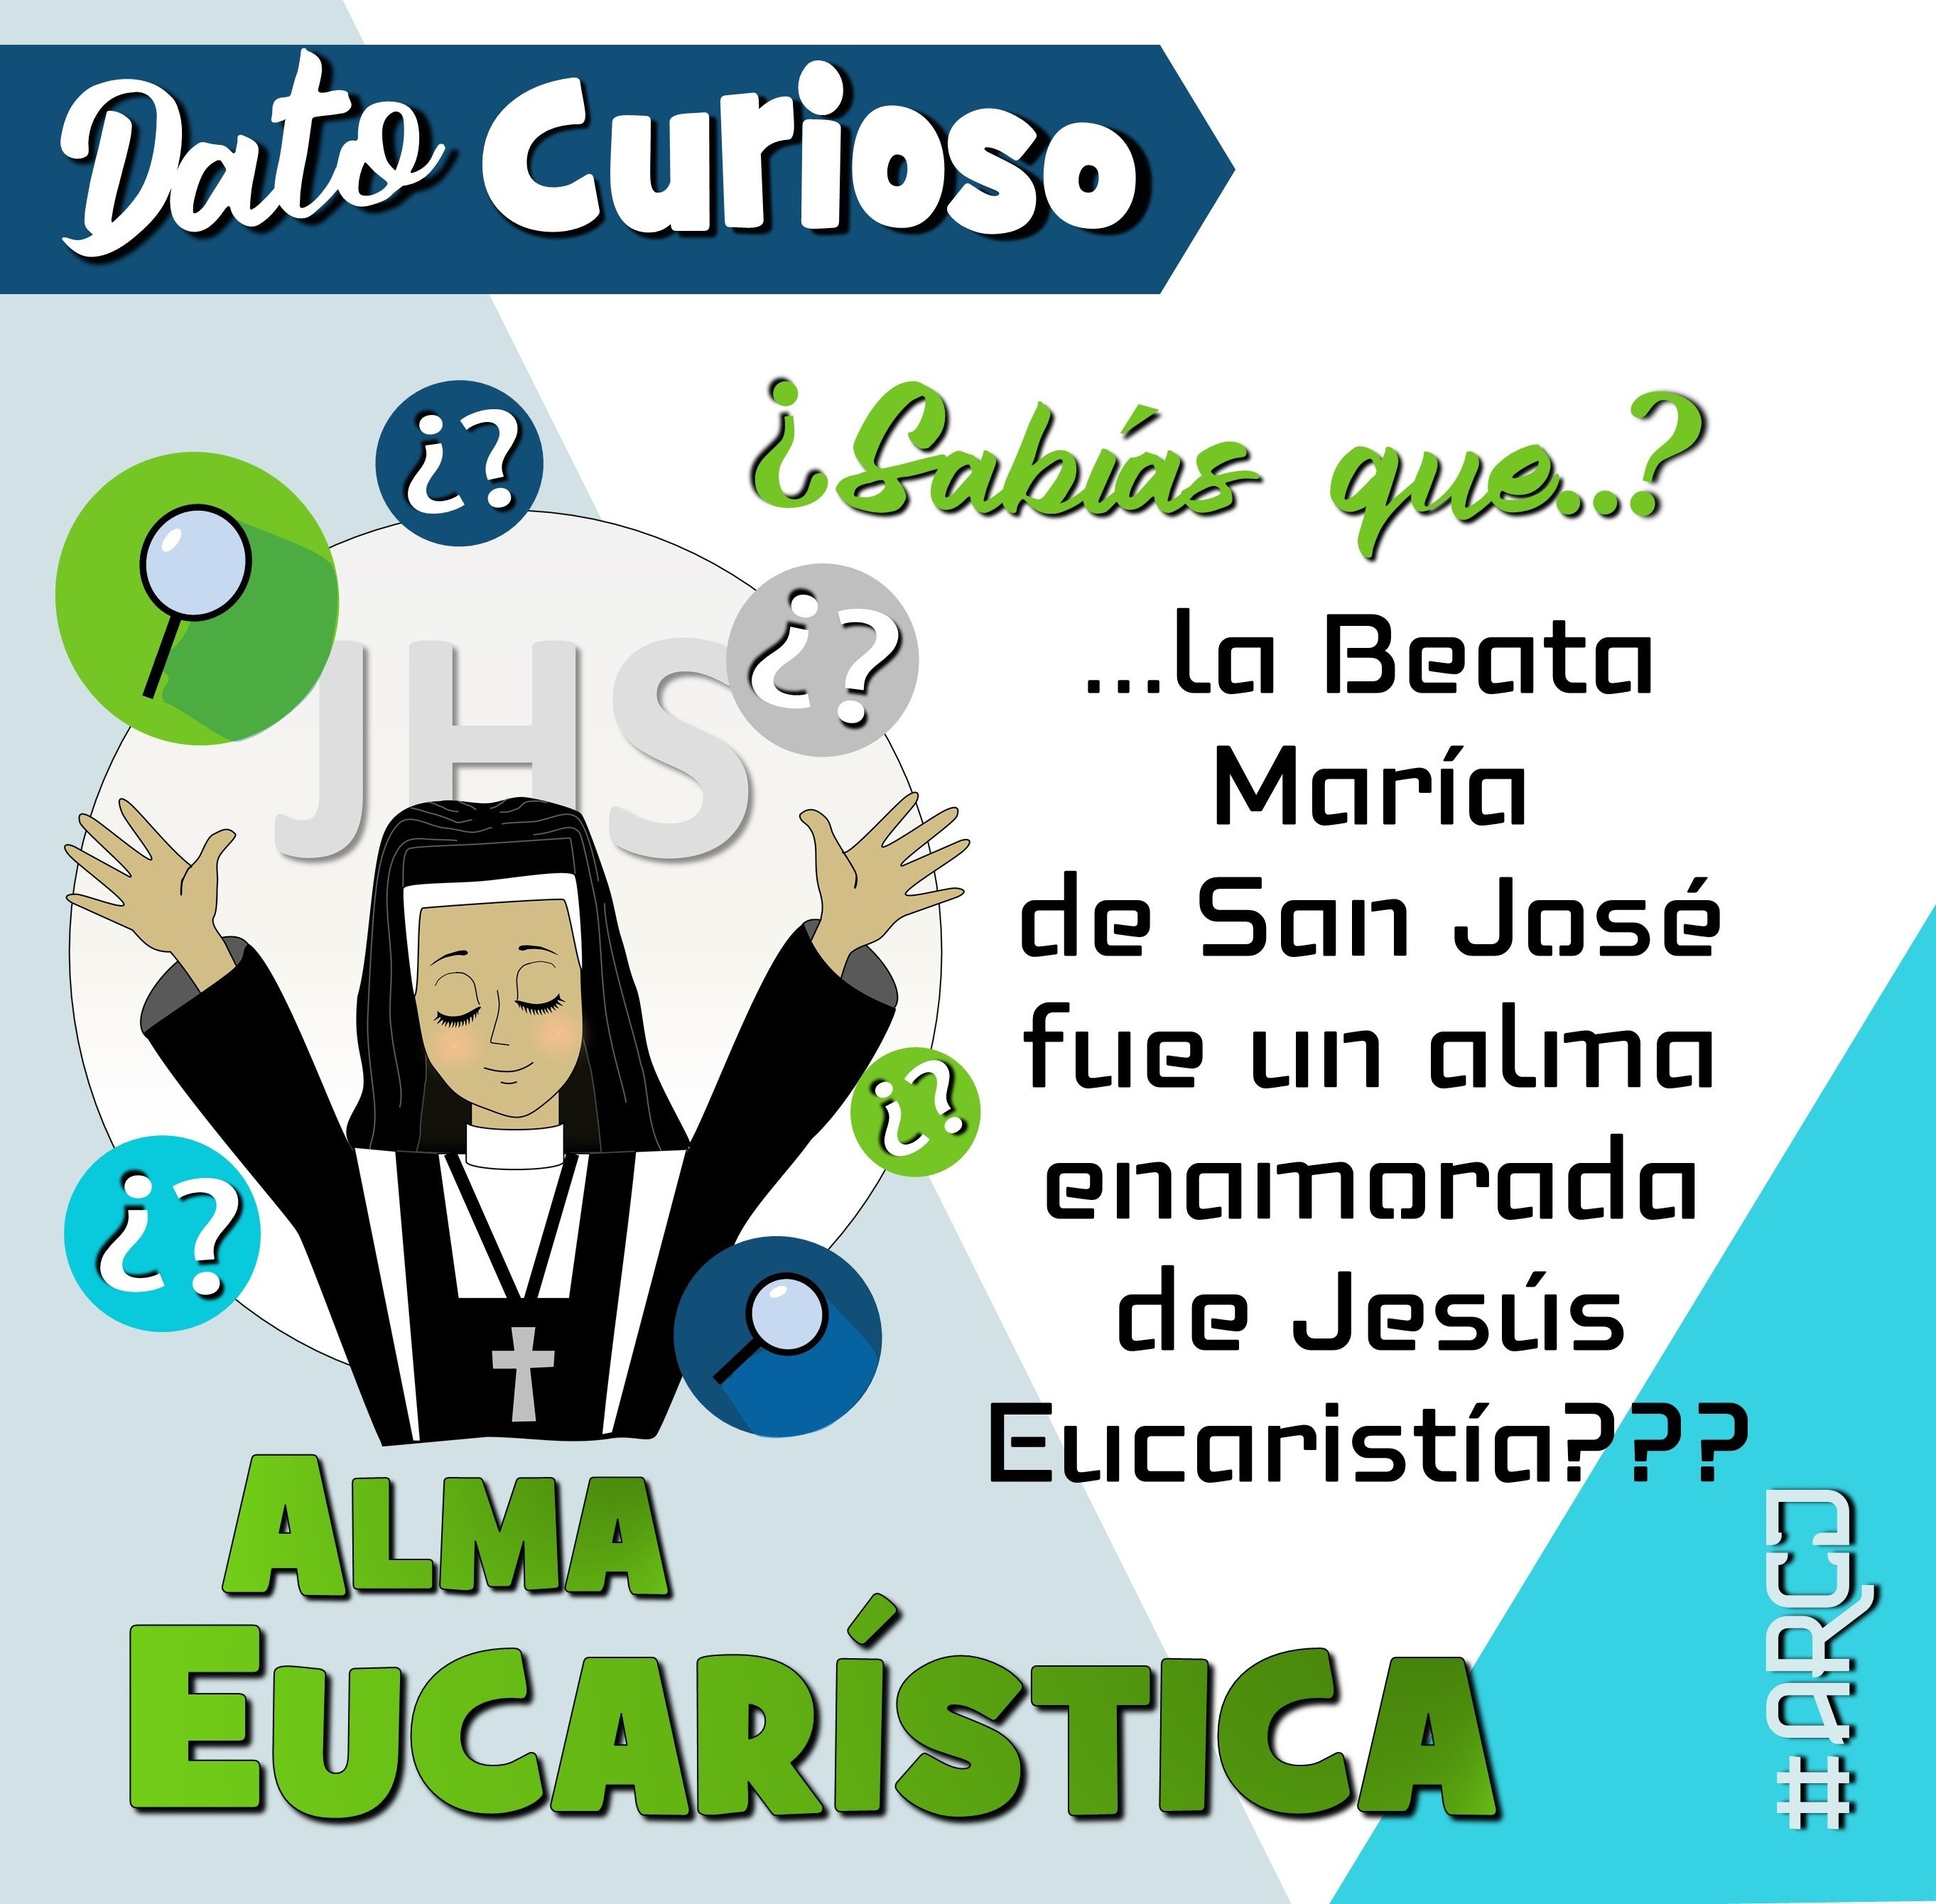 Dato Curioso
¿?
¿Sabías que...?
¿?
JHS
...la Beata
María
de San José
fue un alma
enamorada
de Jesús
Eucaristía???
¿?
¿?
ALMA
EUCARÍSTICA
#ARCJ